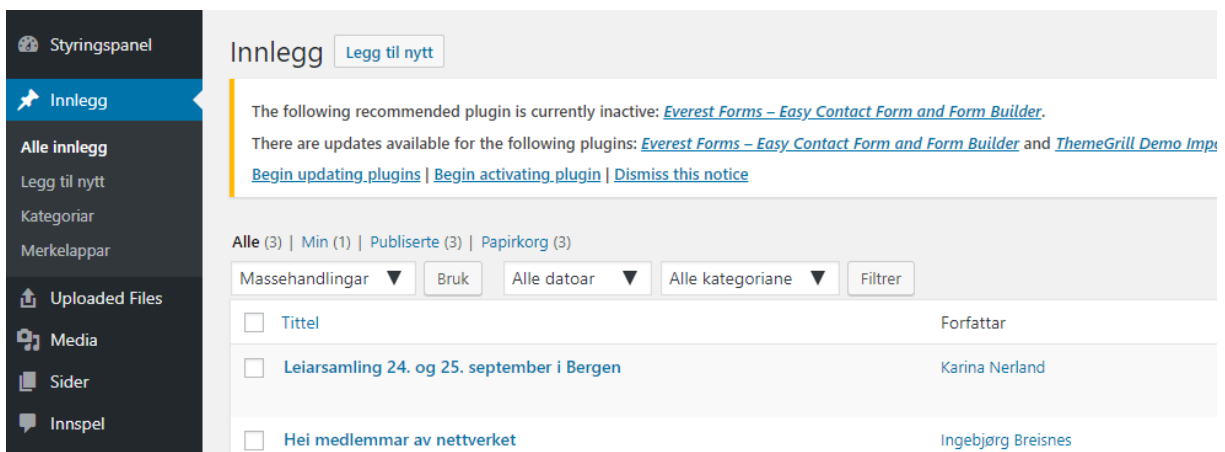 Styringspanel
Innlegg
Alle innlegg
Legg til nytt
Kategoriar
Merkelappar
Uploaded Files
Media
Sider
Innspel
Innlegg Legg til nytt
The following recommended plugin is currently inactive: Everest Forms – Easy Contact Form and Form Builder.
There are updates available for the following plugins: Everest Forms – Easy Contact Form and Form Builder and ThemeGrill Demo
Begin updating plugins | Begin activating plugin | Dismiss this notice
Alle (3) | Min (1) | Publiserte (3) | Papirkorg (3)
Massehandlingar Bruk Alle datoar Alle kategoriane Filtrer
Tittel Forfattar
Leiarsamling 24. og 25. september i Bergen Karina Nerland
Hei medlemmar av nettverket Ingebjørg Breisnes